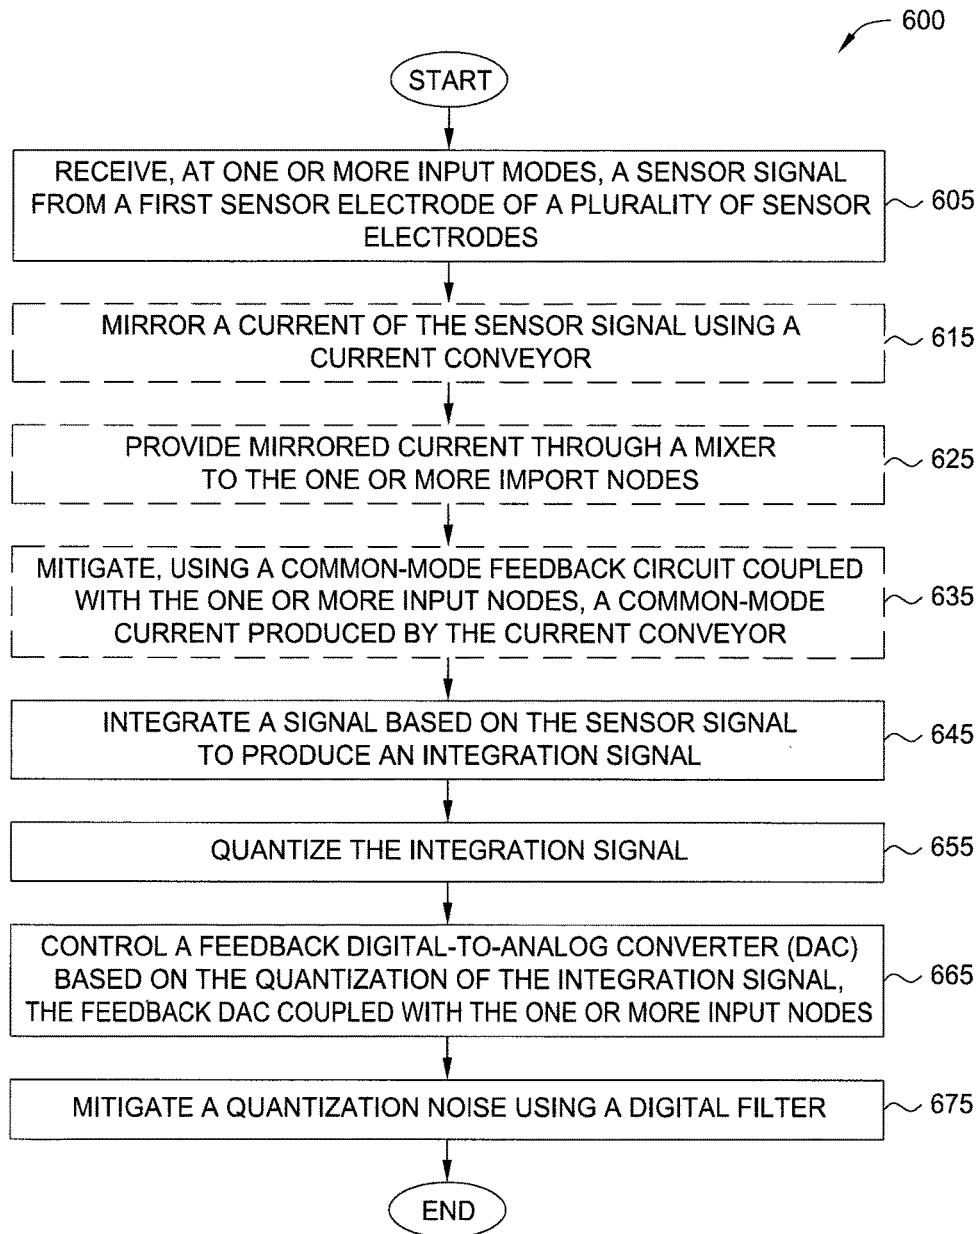 600
START
RECEIVE, AT ONE OR MORE INPUT MODES, A SENSOR SIGNAL
FROM A FIRST SENSOR ELECTRODE OF A PLURALITY OF SENSOR
ELECTRODES
605
MIRROR A CURRENT OF THE SENSOR SIGNAL USING A
CURRENT CONVEYOR
615
PROVIDE MIRRORED CURRENT THROUGH A MIXER
TO THE ONE OR MORE IMPORT NODES
625
MITIGATE, USING A COMMON-MODE FEEDBACK CIRCUIT COUPLED
WITH THE ONE OR MORE INPUT NODES, A COMMON-MODE
CURRENT PRODUCED BY THE CURRENT CONVEYOR
635
INTEGRATE A SIGNAL BASED ON THE SENSOR SIGNAL
TO PRODUCE AN INTEGRATION SIGNAL
645
QUANTIZE THE INTEGRATION SIGNAL
655
CONTROL A FEEDBACK DIGITAL-TO-ANALOG CONVERTER (DAC)
BASED ON THE QUANTIZATION OF THE INTEGRATION SIGNAL,
THE FEEDBACK DAC COUPLED WITH THE ONE OR MORE INPUT NODES
665
MITIGATE A QUANTIZATION NOISE USING A DIGITAL FILTER
675
END